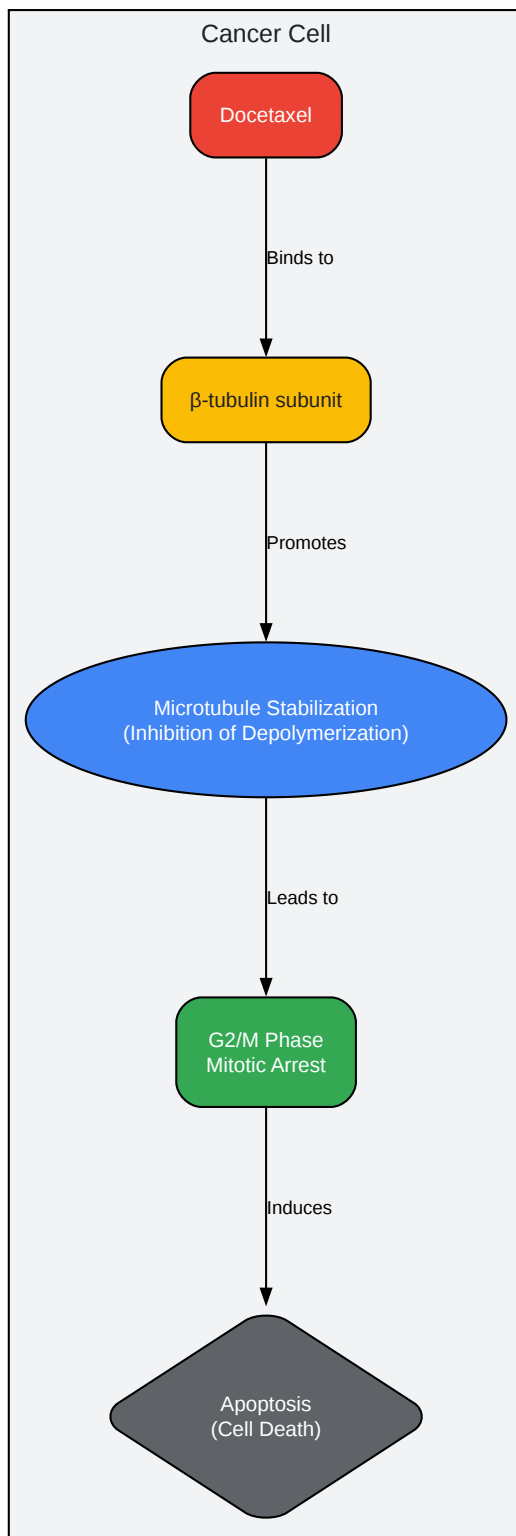 Cancer Cell
Docetaxel
Binds to
β-tubulin subunit
Promotes
Microtubule Stabilization
(Inhibition of Depolymerization)
Leads to
G2/M Phase
Mitotic Arrest
Induces
Apoptosis
(Cell Death)